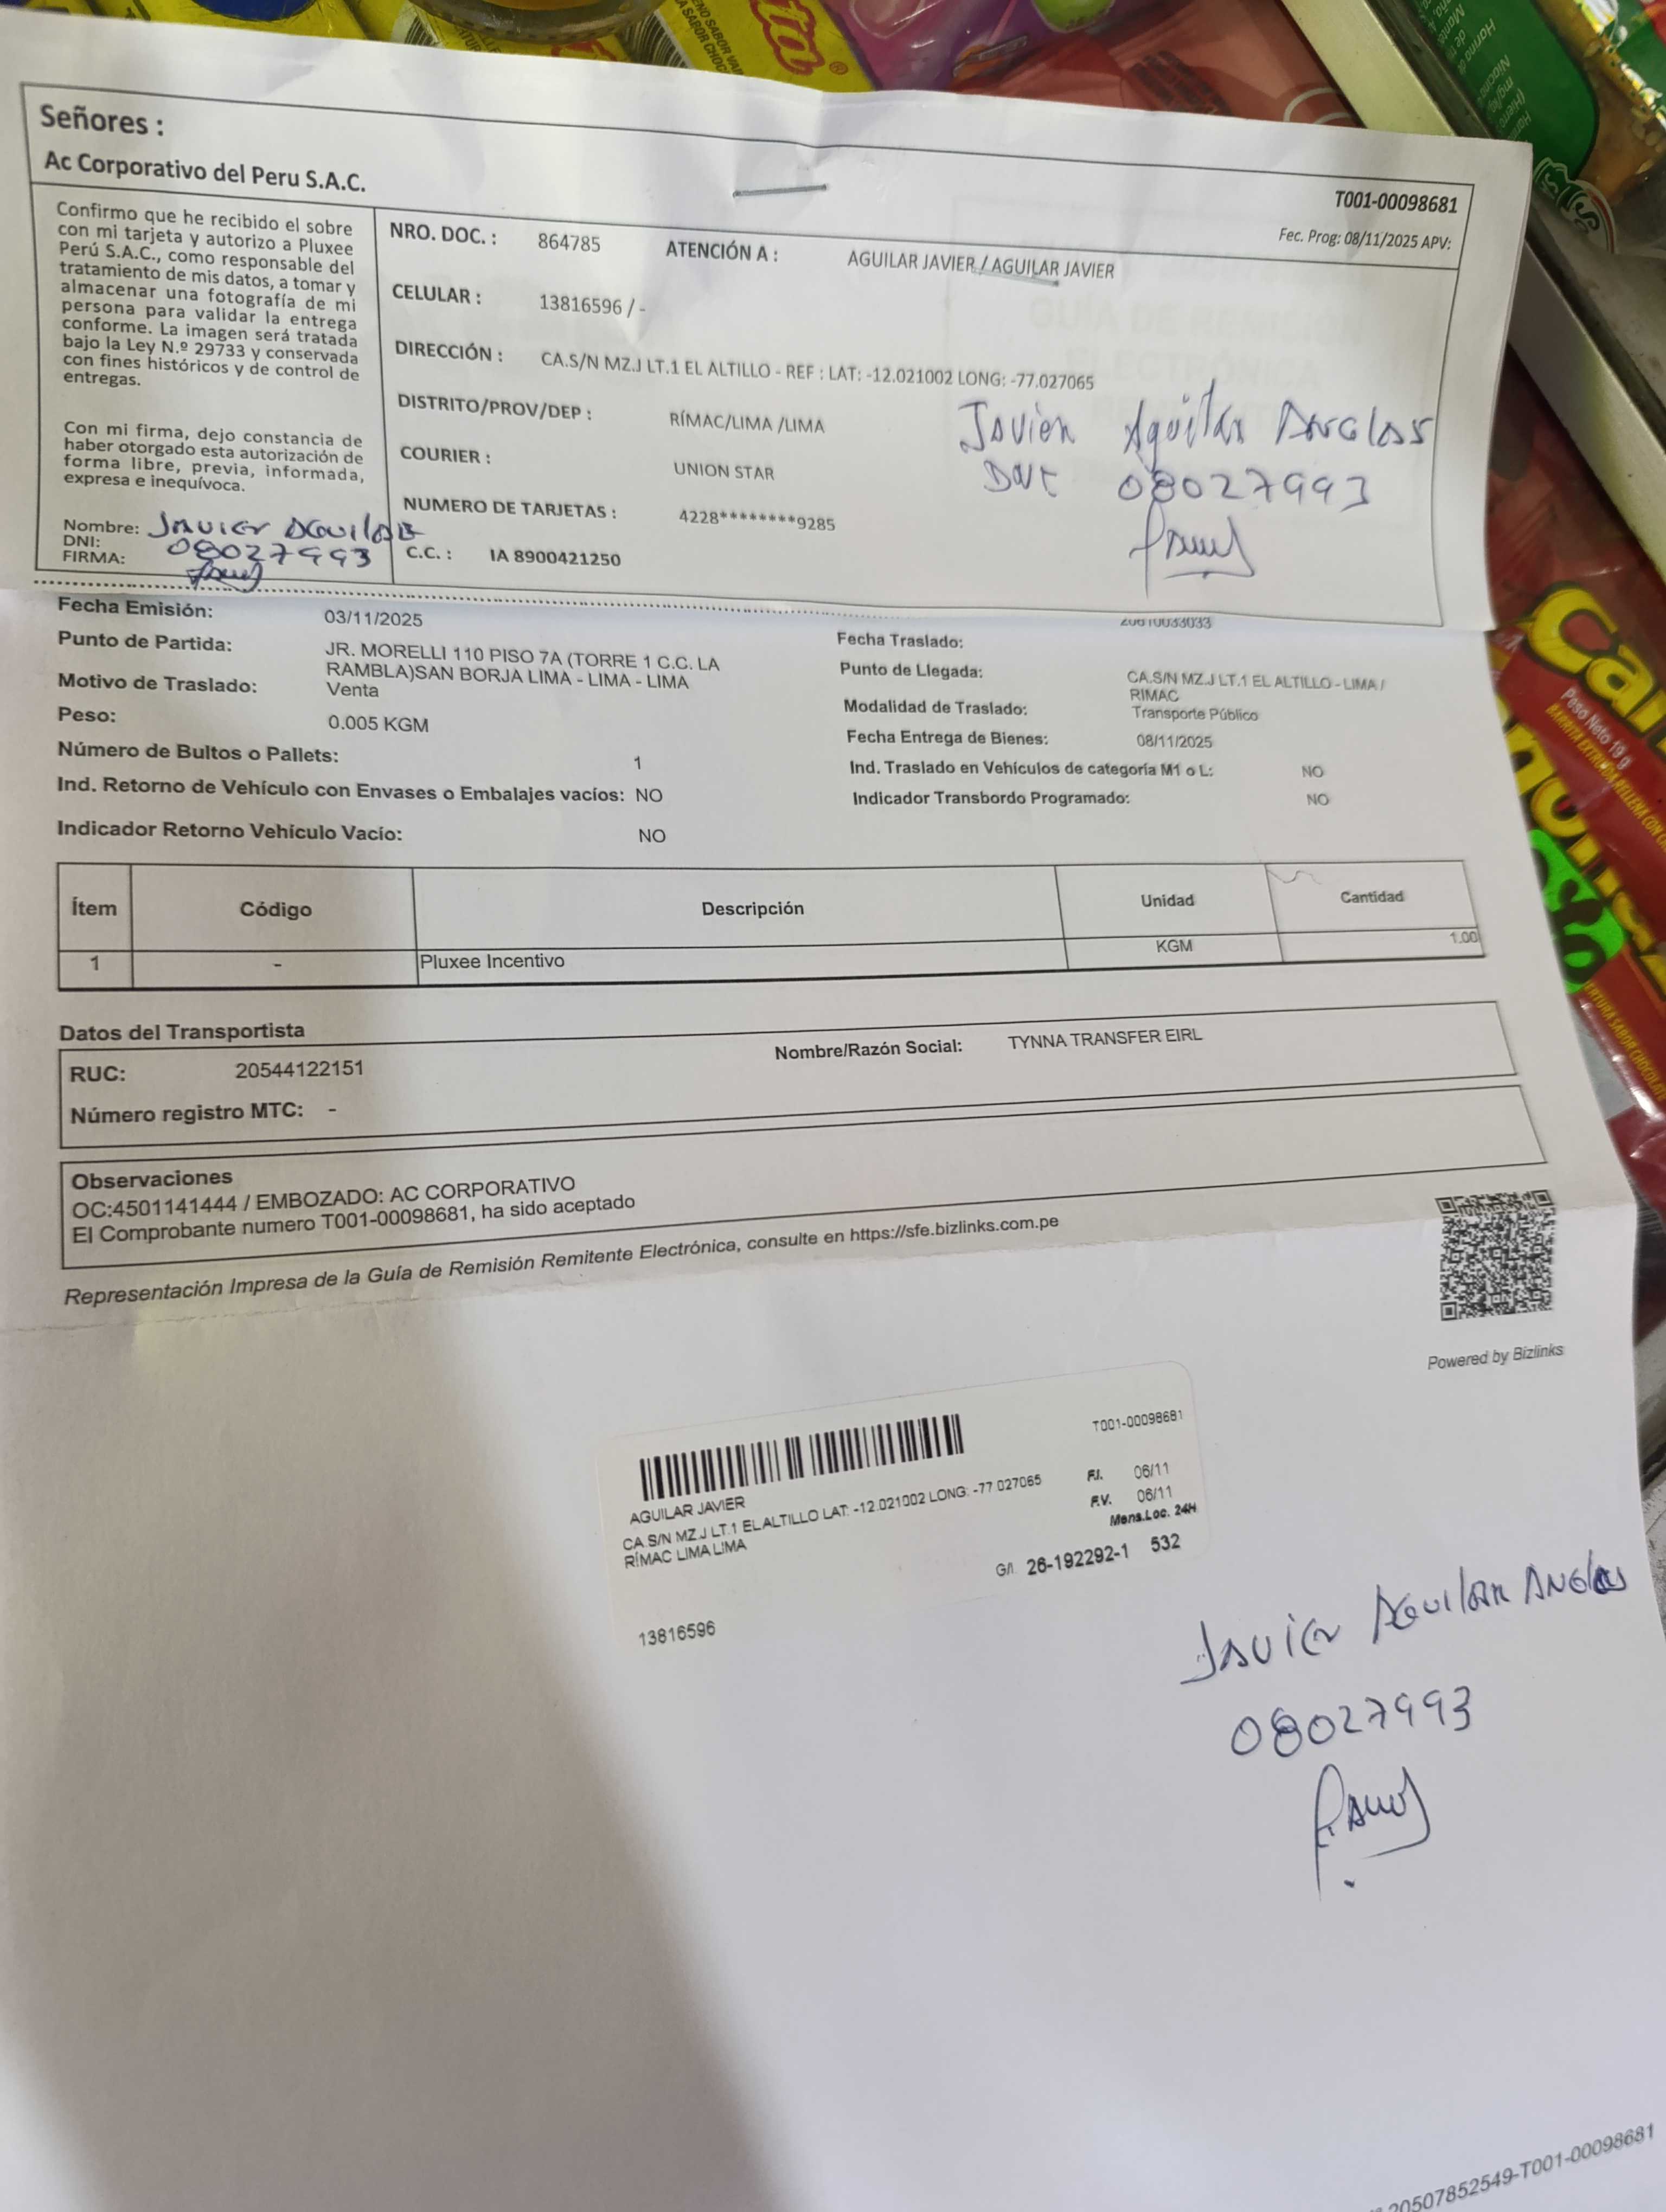 Señores :
Ac Corporativo del Peru S.A.C.
T001-00098681
Fec. Prog: 08/11/2025 APV:
Confirmo que he recibido el sobre
con mi tarjeta y autorizo a Pluxee
Perú S.A.C., como responsable del
tratamiento de mis datos, a tomar y
almacenar una fotografía de mi
persona para validar la entrega
conforme. La imagen será tratada
bajo la Ley N.º 29733 y conservada
con fines históricos y de control de
entregas.
Con mi firma, dejo constancia de
haber otorgado esta autorización de
forma libre, previa, informada,
expresa e inequívoca.
Nombre: Javier Aguilar
DNI: 08027993
FIRMA:
NRO. DOC. : 864785 ATENCIÓN A : AGUILAR JAVIER / AGUILAR JAVIER
CELULAR : 13816596 / -
DIRECCIÓN : CA.S/N MZ.J LT.1 EL ALTILLO - REF : LAT: -12.021002 LONG: -77.027065
DISTRITO/PROV/DEP : RÍMAC/LIMA /LIMA
COURIER : UNION STAR
NUMERO DE TARJETAS : 4228********9285
C.C. : IA 8900421250
Javier Aguilar Anglas
08027993
Fecha Emisión: 03/11/2025
Punto de Partida: JR. MORELLI 110 PISO 7A (TORRE 1 C.C. LA
RAMBLA)SAN BORJA LIMA - LIMA - LIMA
Motivo de Traslado: Venta
Peso: 0.005 KGM
Número de Bultos o Pallets: 1
Ind. Retorno de Vehículo con Envases o Embalajes vacíos: NO
Indicador Retorno Vehículo Vacío: NO
Fecha Traslado:
Punto de Llegada: CA.S/N MZ.J LT.1 EL ALTILLO - LIMA /
RIMAC
Modalidad de Traslado: Transporte Público
Fecha Entrega de Bienes: 08/11/2025
Ind. Traslado en Vehículos de categoría M1 o L: NO
Indicador Transbordo Programado: NO
Ítem Código Descripción Unidad Cantidad
1 - Pluxee Incentivo KGM 1.00
Datos del Transportista
RUC: 20544122151 Nombre/Razón Social: TYNNA TRANSFER EIRL
Número registro MTC: -
Observaciones
OC:4501141444 / EMBOZADO: AC CORPORATIVO
El Comprobante numero T001-00098681, ha sido aceptado
Representación Impresa de la Guía de Remisión Remitente Electrónica, consulte en https://sfe.bizlinks.com.pe
Powered by Bizlinks
T001-00098681
AGUILAR JAVIER
CA.S/N MZ.J LT.1 EL ALTILLO LAT: -12.021002 LONG: -77.027065
RÍMAC LIMA LIMA
F.I. 06/11
F.V. 06/11
Mens.Loc. 24H
G/I. 26-192292-1 532
13816596
Javier Aguilar Anglas
08027993
20507852549-T001-00098681
Peso Neto 19 g